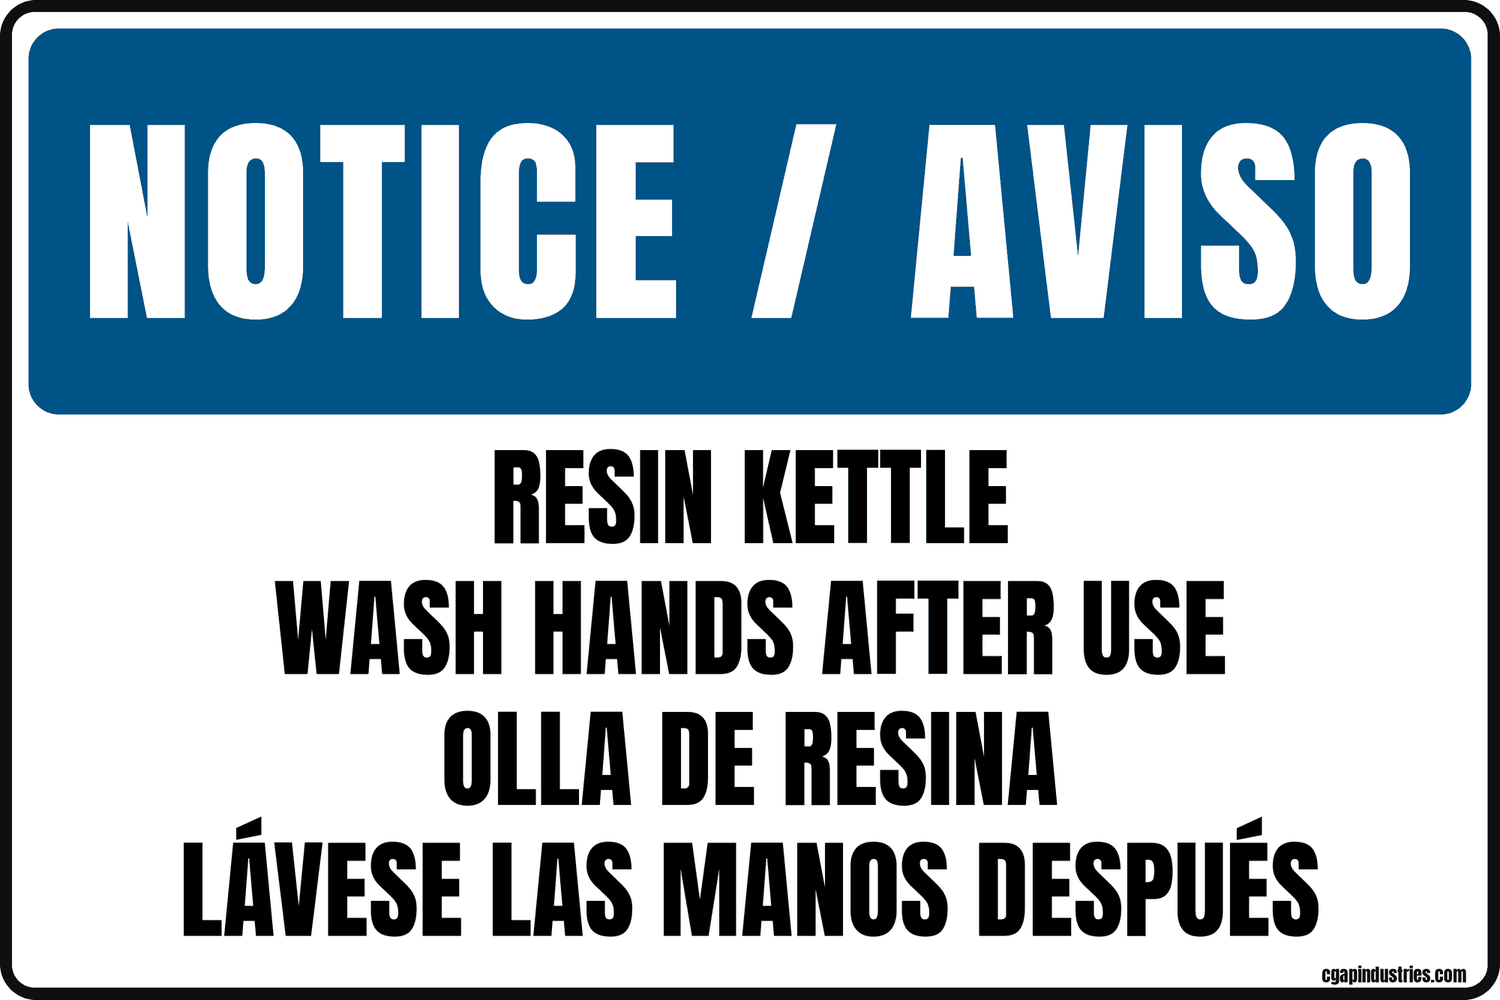 NOTICE / AVISO
RESIN KETTLE
WASH HANDS AFTER USE
OLLA DE RESINA
LÁVESE LAS MANOS DESPUÉS
cgapindustries.com